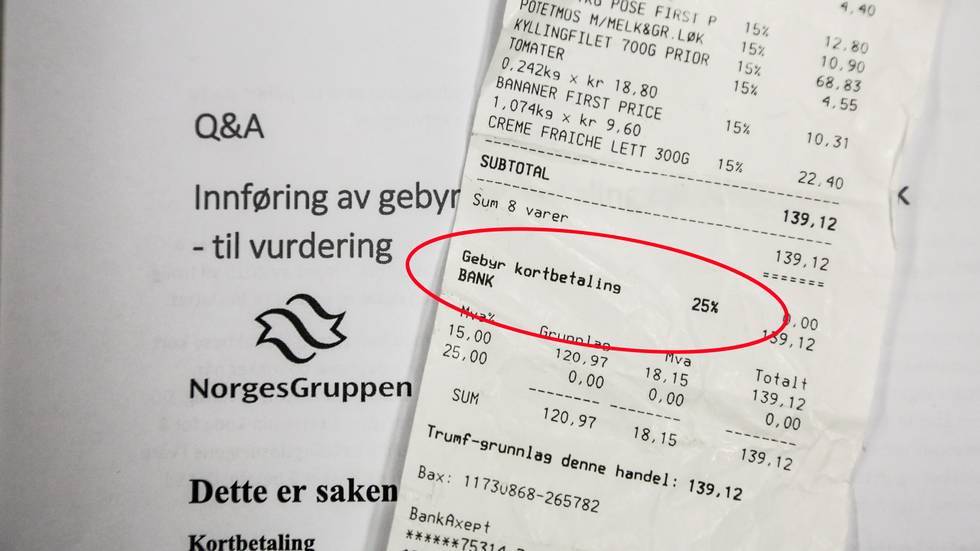 Q&A
Innføring av gebyr
- til vurdering
NorgesGruppen
Dette er saken
Kortbetaling
POSE FIRST P 15% 4,40
POTETMOS M/MELK&GR.LØK 15% 12,80
KYLLINGFILET 700G PRIOR 15% 10,90
TOMATER 15% 68,83
0,242kg x kr 18,80 4,55
BANANER FIRST PRICE 15%
1,074kg x kr 9,60 10,31
CREME FRAICHE LETT 300G 15% 22,40
SUBTOTAL 139,12
Sum 8 varer 139,12
Gebyr kortbetaling 25% 0,00
BANK 139,12
Mva% Grunnlag Mva Totalt
15,00 120,97 18,15 139,12
25,00 0,00 0,00 0,00
SUM 120,97 18,15 139,12
Trumf-grunnlag denne handel: 139,12
Bax: 11730868-265782
BankAxept
******75314